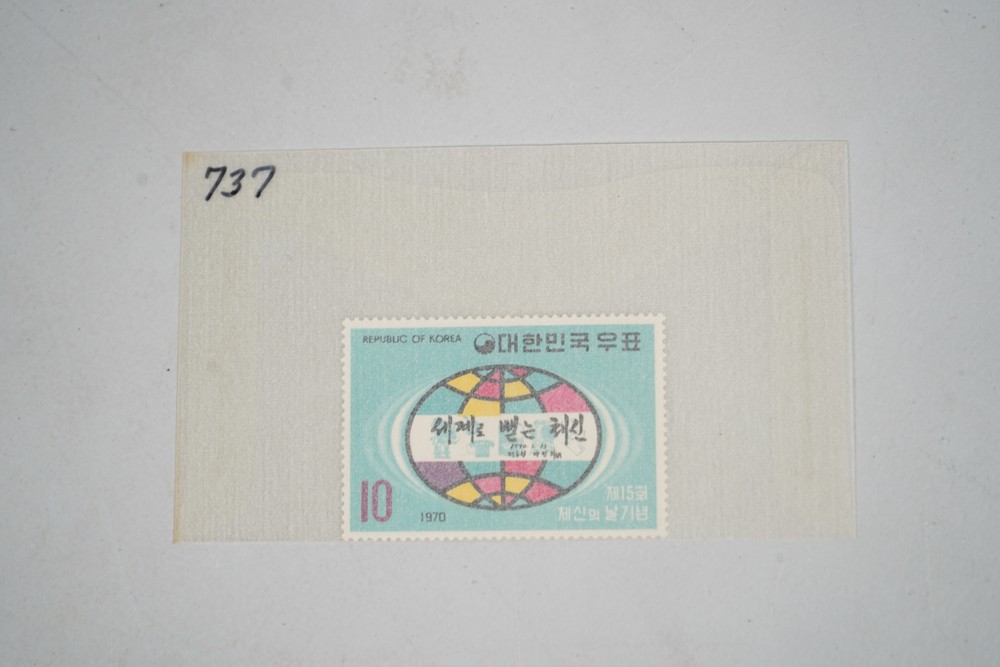 737
REPUBLIC OF KOREA 대한민국우표
세계로 뻗는 체신
10
1970
제15회
체신의 날기념